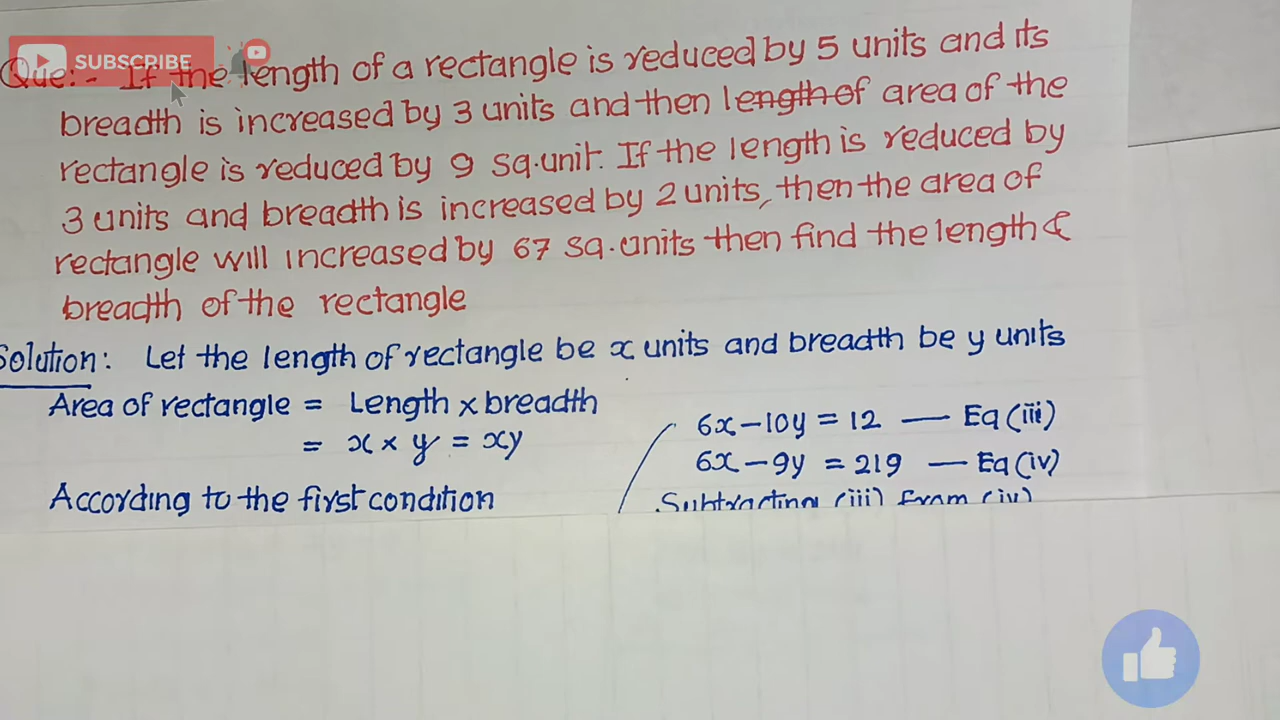 SUBSCRIBE
Que:- If the length of a rectangle is reduced by 5 units and its
breadth is increased by 3 units and then length of area of the
rectangle is reduced by 9 sq.unit. If the length is reduced by
3 units and breadth is increased by 2 units, then the area of
rectangle will increased by 67 sq.units then find the length &
breadth of the rectangle
Solution: Let the length of rectangle be x units and breadth be y units
Area of rectangle = Length x breadth
= x x y = xy
According to the first condition
6x-10y = 12 — Eq (iii)
6x-9y = 219 — Eq (iv)
Subtracting (iii) from (iv)